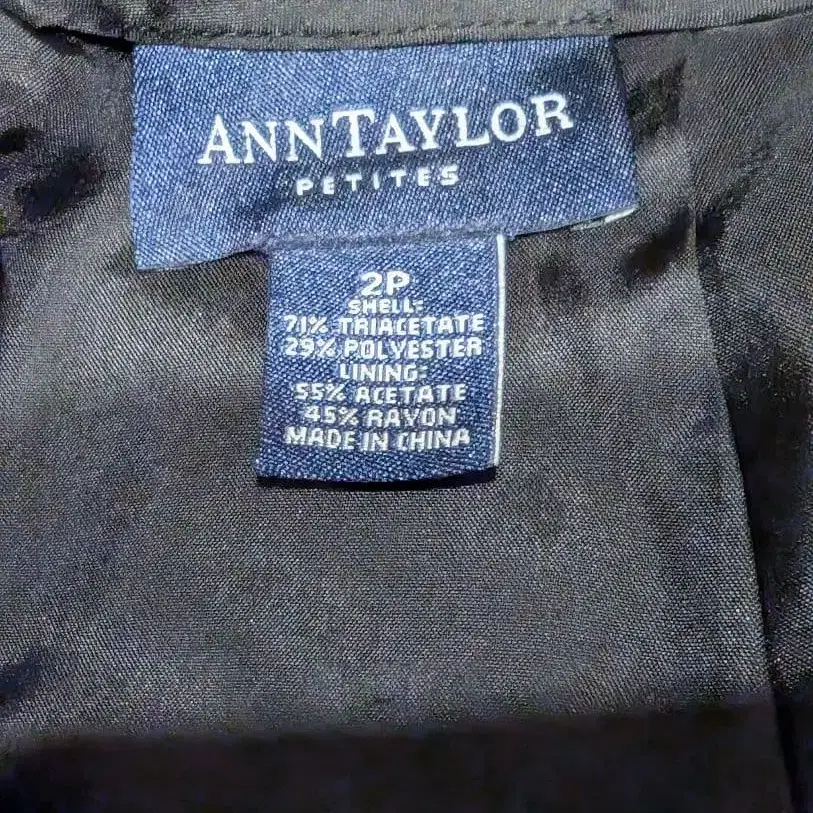 ANNTAYLOR
PETITES
2P
SHELL:
71% TRIACETATE
29% POLYESTER
LINING:
55% ACETATE
45% RAYON
MADE IN CHINA